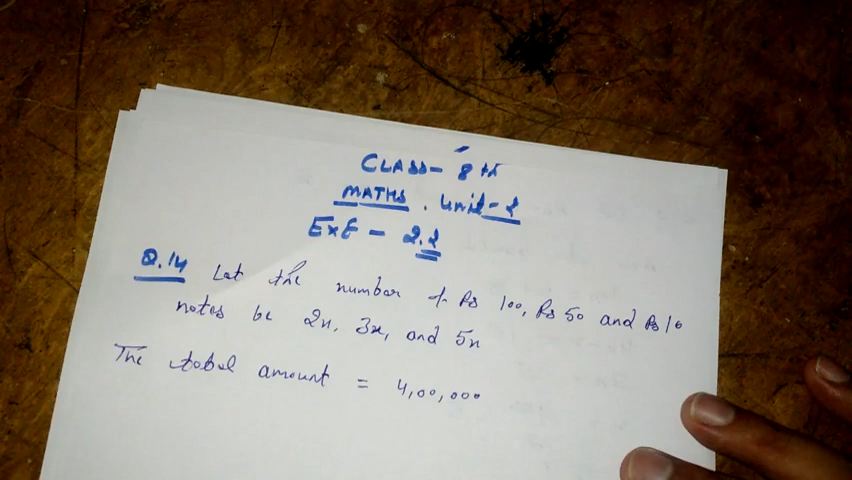 CLASS- 8th
MATHS. Unit-2
EXE- 2.2
Q.14 Let the number of Rs 100, Rs 50 and Rs 10
notes be 2x, 3x, and 5x
The total amount = 4,00,000